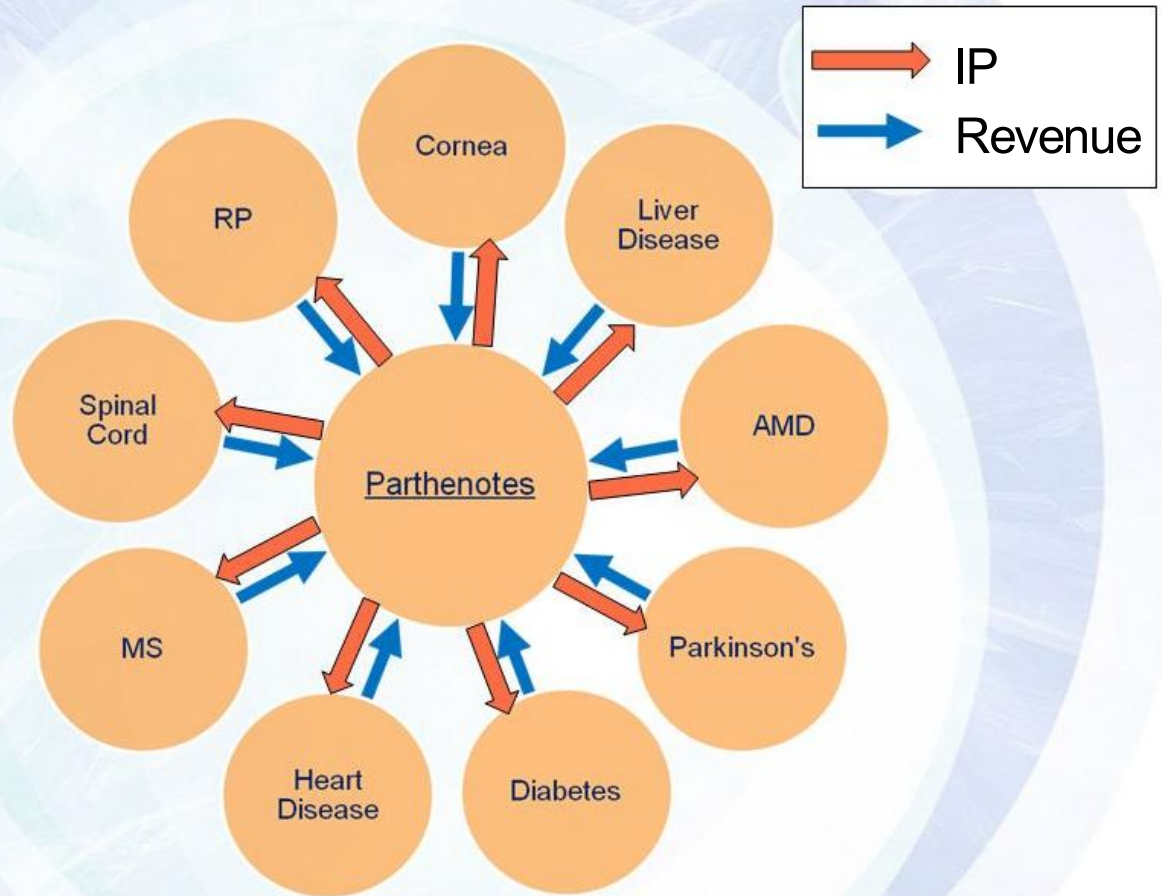 IP
Revenue
Cornea
RP
Liver
Disease
Spinal
Cord
AMD
Parthenotes
MS
Parkinson's
Heart
Disease
Diabetes